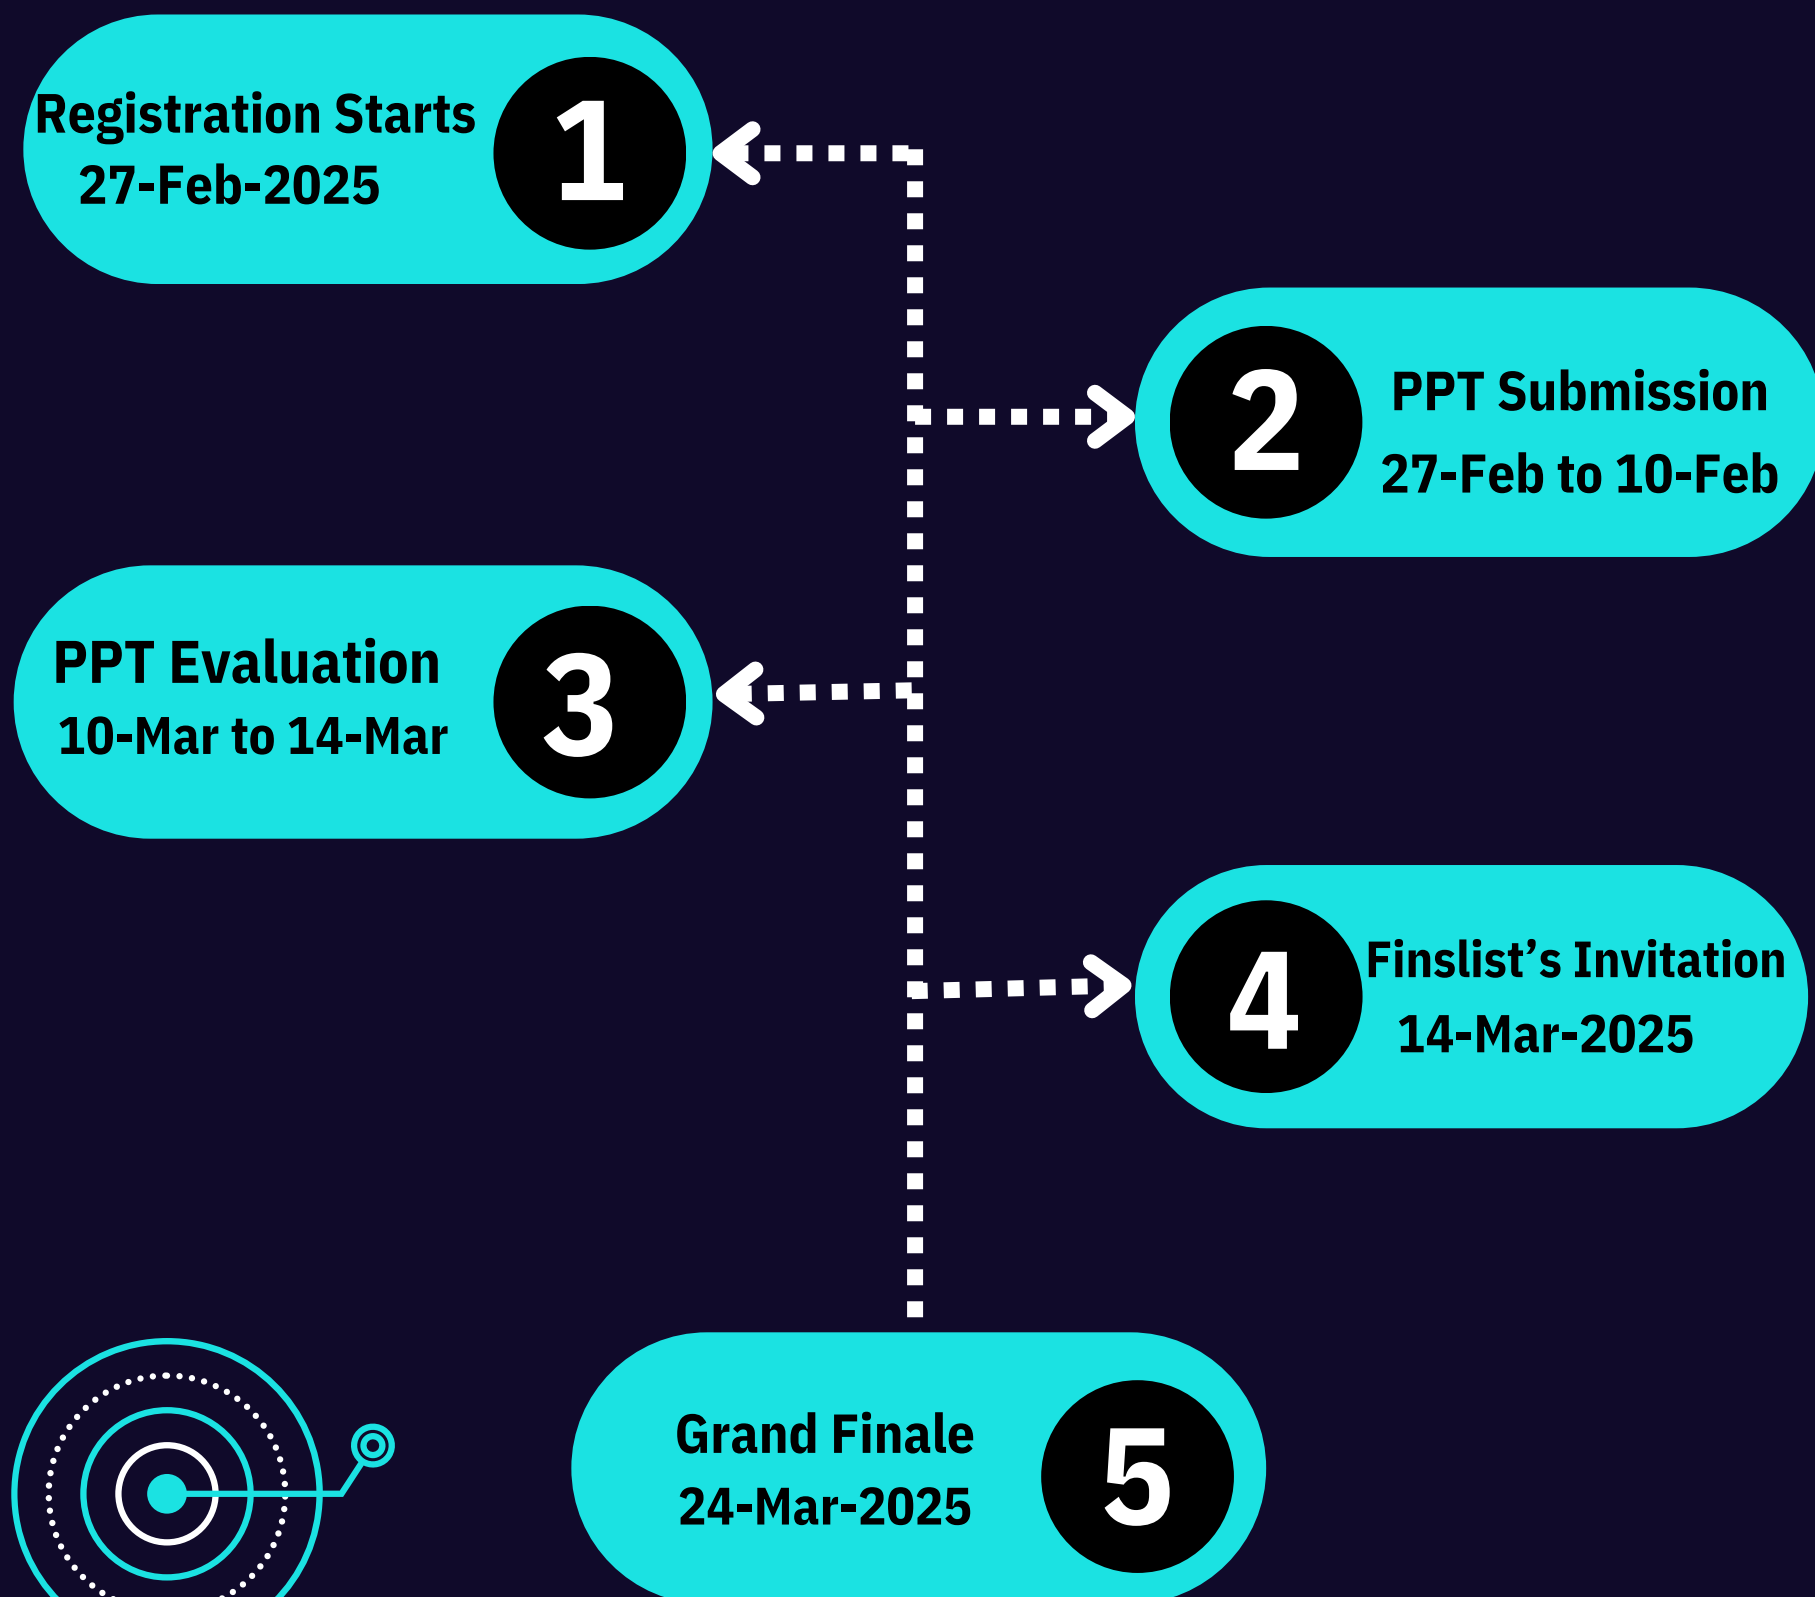 Registration Starts
27-Feb-2025
1
2
PPT Submission
27-Feb to 10-Feb
PPT Evaluation
10-Mar to 14-Mar
3
4
Finslist’s Invitation
14-Mar-2025
Grand Finale
24-Mar-2025
5